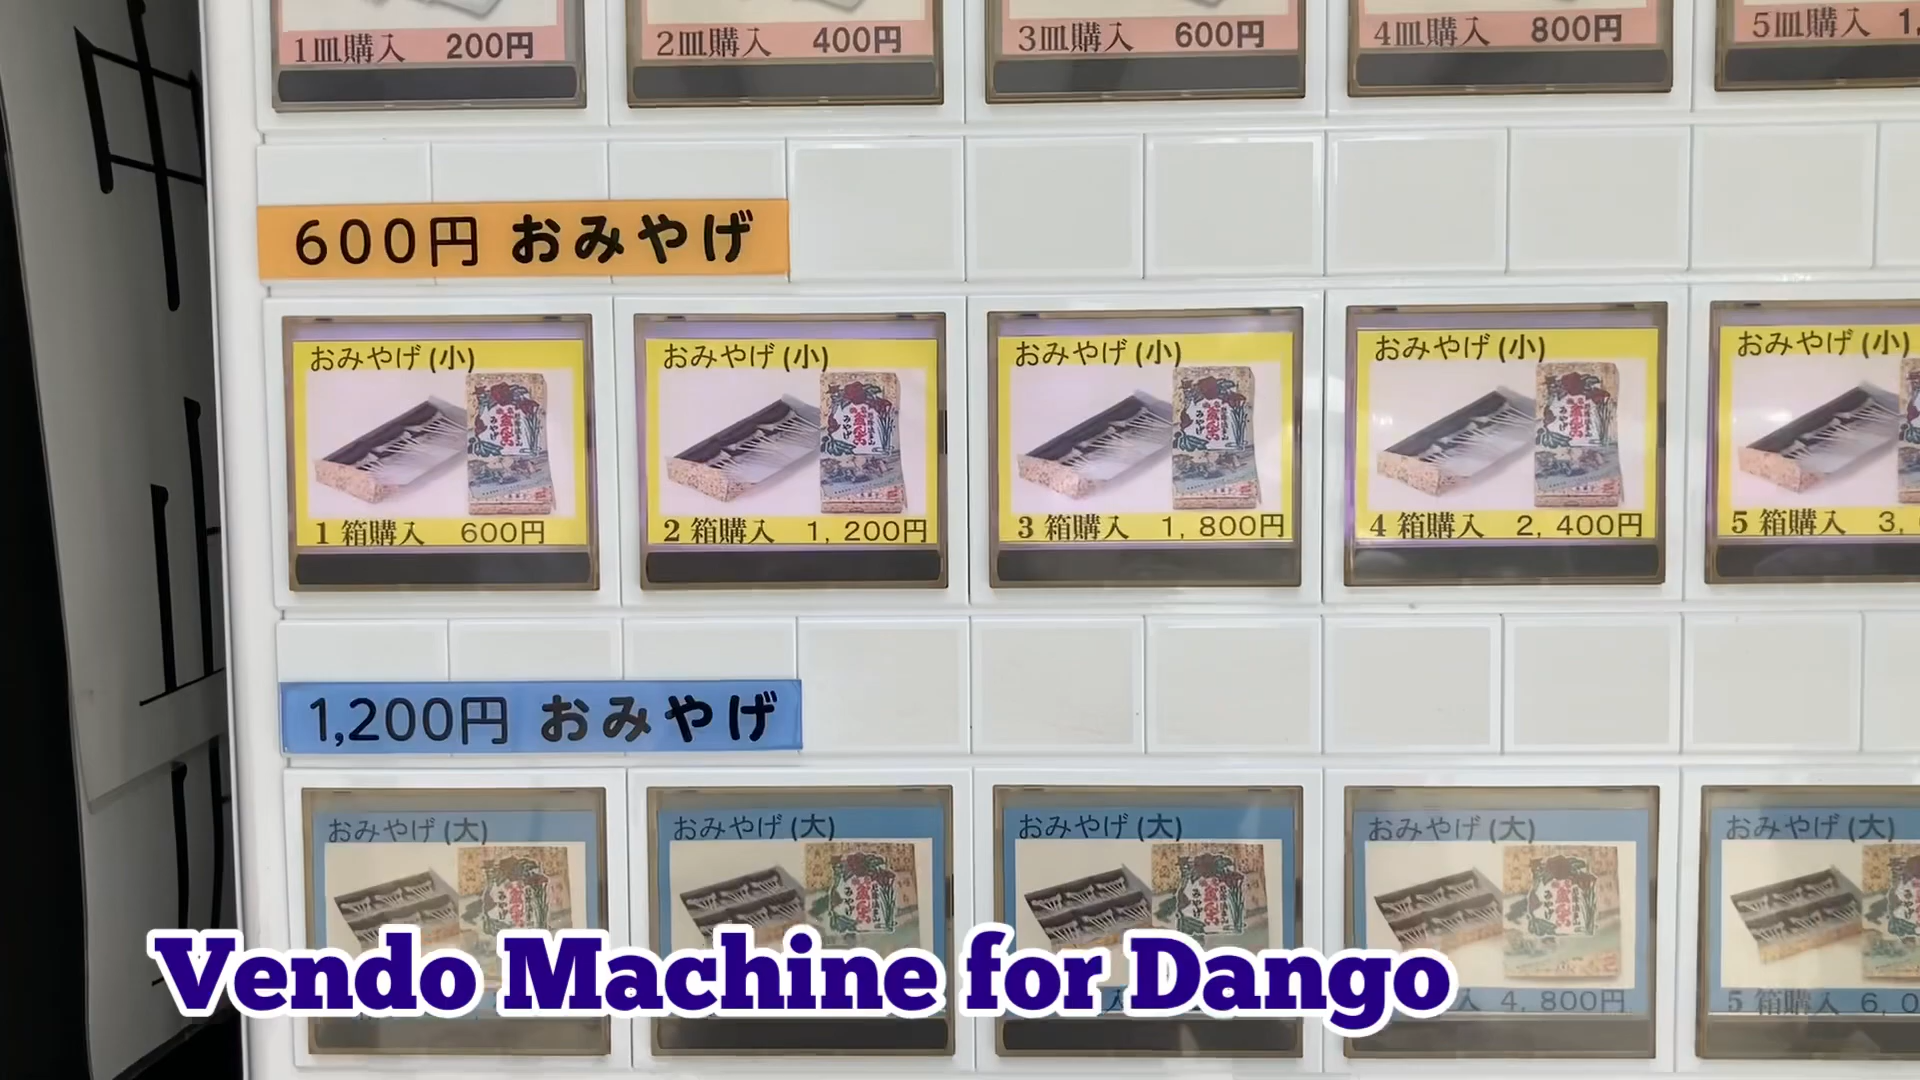 1皿購入 200円
2皿購入 400円
3皿購入 600円
4皿購入 800円
5皿購入
600円 おみやげ
おみやげ (小)
おみやげ (小)
おみやげ (小)
おみやげ (小)
おみやげ (小)
1 箱購入 600円
2 箱購入 1,200円
3 箱購入 1,800円
4 箱購入 2,400円
5 箱購入 3,
1,200円 おみやげ
おみやげ (大)
おみやげ (大)
おみやげ (大)
おみやげ (大)
おみやげ (大)
入 4,800円
5 箱購入 6,0
Vendo Machine for Dango